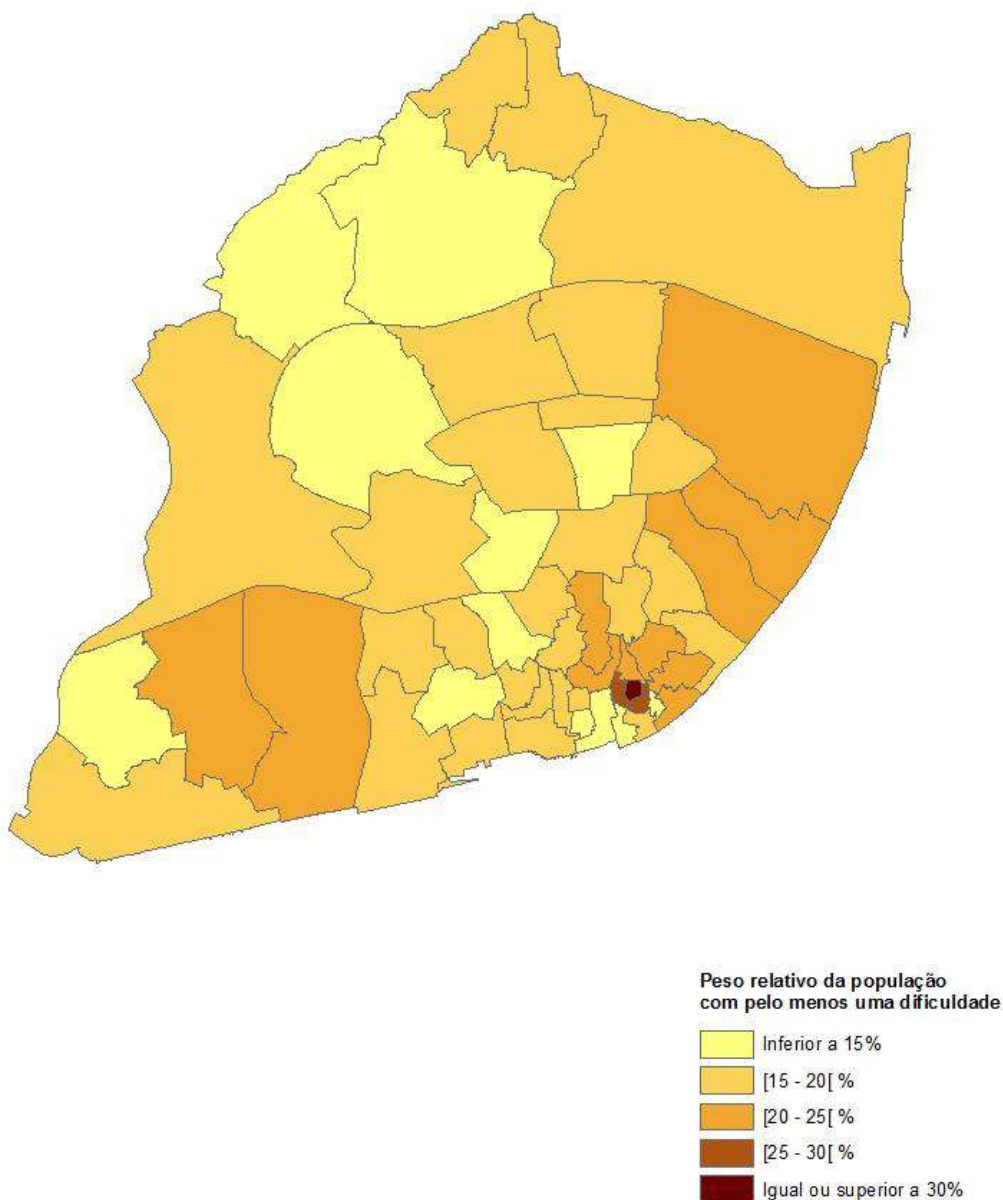 Peso relativo da população
com pelo menos uma dificuldade
Inferior a 15%
[15 - 20[ %
[20 - 25[ %
[25 - 30[ %
Igual ou superior a 30%